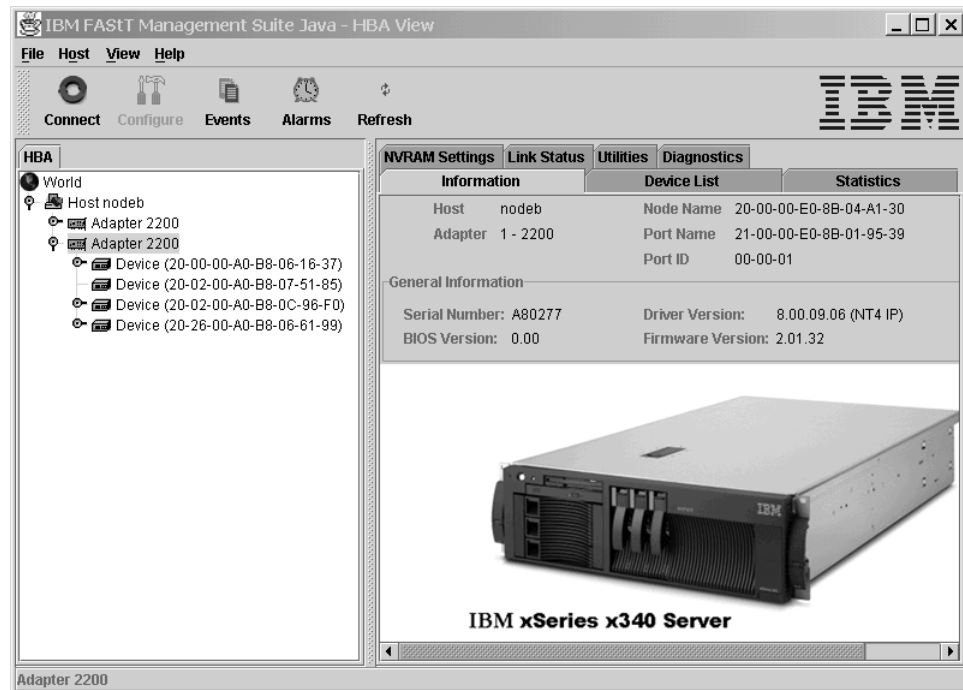 IBM FAStT Management Suite Java - HBA View
File Host View Help
Connect Configure Events Alarms Refresh
IBM
HBA
World
Host nodeb
Adapter 2200
Adapter 2200
Device (20-00-00-A0-B8-06-16-37)
Device (20-02-00-A0-B8-07-51-85)
Device (20-02-00-A0-B8-0C-96-F0)
Device (20-26-00-A0-B8-06-61-99)
NVRAM Settings Link Status Utilities Diagnostics
Information Device List Statistics
Host nodeb Node Name 20-00-00-E0-8B-04-A1-30
Adapter 1 - 2200 Port Name 21-00-00-E0-8B-01-95-39
Port ID 00-00-01
General Information
Serial Number: A80277 Driver Version: 8.00.09.06 (NT4 IP)
BIOS Version: 0.00 Firmware Version: 2.01.32
IBM
IBM xSeries x340 Server
Adapter 2200